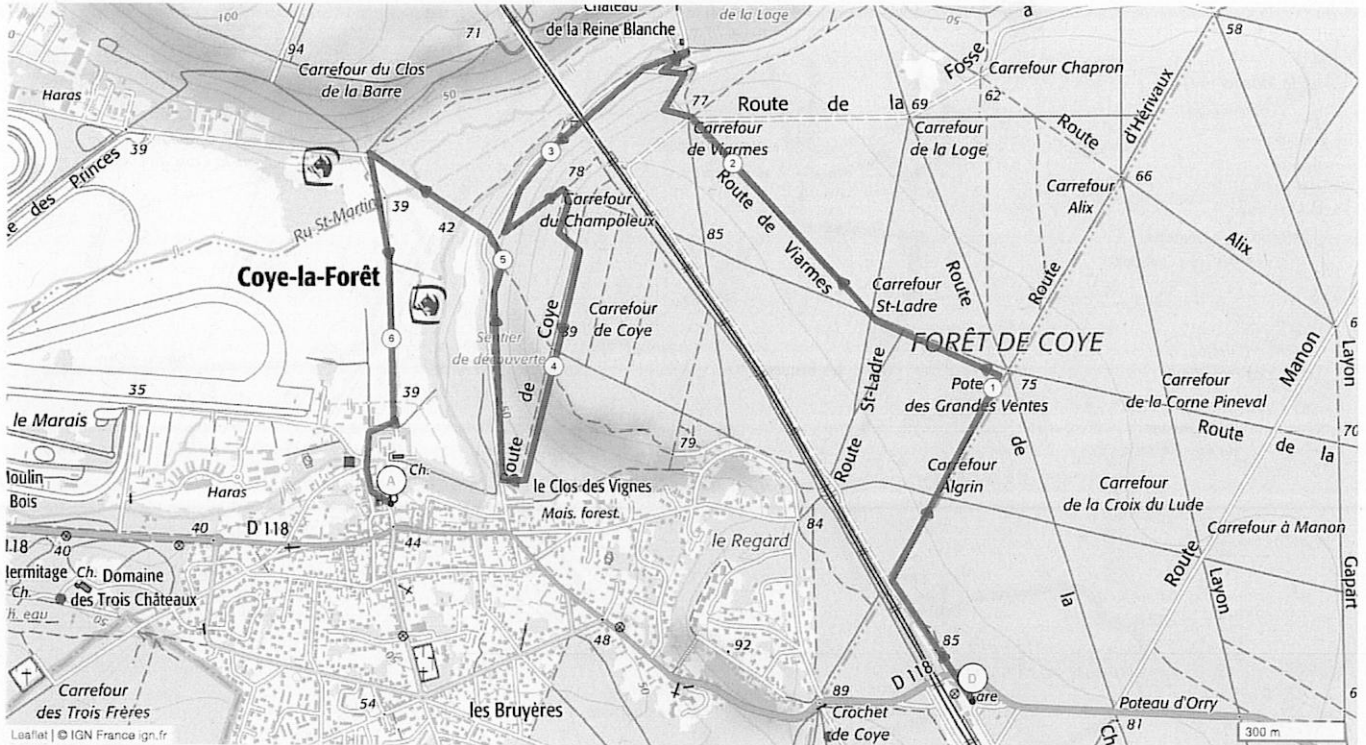 Château
de la Reine Blanche
de la Loge
100
71
94
Carrefour du Clos
de la Barre
50
Haras
39
des Princes
Ru St-Martin
39
42
Coye-la-Forêt
35
le Marais
Moulin
Bois
Haras
40
D 118
40
44
Hermitage
Ch.
Domaine
des Trois Châteaux
Ch.
50
Carrefour
des Trois Frères
54
les Bruyères
50
48
92
le Regard
84
79
le Clos des Vignes
Mais. forest.
Ch.
A
39
6
5
3
78
Carrefour
du Champoleux
Sentier
de découverte
Route de Coye
Carrefour
de Coye
4
77
Carrefour
de Viarmes
2
Route de Viarmes
85
Route de la
69
Carrefour
de la Loge
Fosse
50
a
Carrefour Chapron
62
58
Route
d'Hérivaux
66
Carrefour
Alix
Alix
Route
Route
Carrefour
St-Ladre
FORÊT DE COYE
1
75
des Grandes Ventes
Route St-Ladre
Carrefour
Algrin
de
la
Carrefour
de la Corne Pineval
Route de la
Manon
Route
Layon
70
Carrefour
de la Croix du Lude
Carrefour à Manon
Layon
Gapart
85
D
D 118
89
Crochet
de Coye
Poteau d'Orry
81
300 m
Leaflet | © IGN France ign.fr